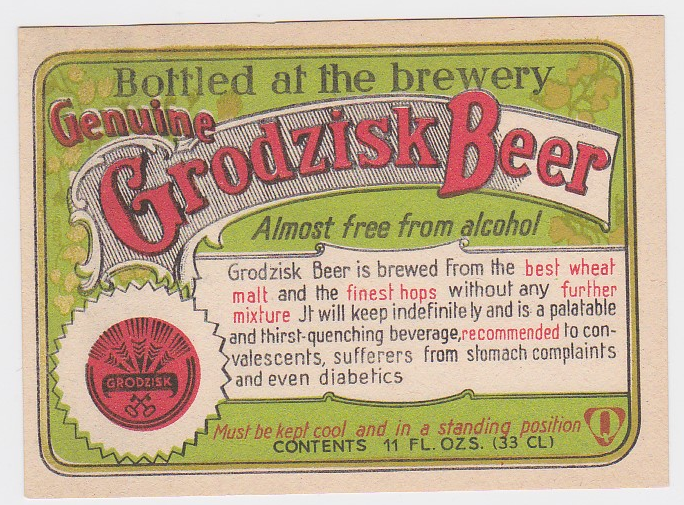 Bottled at the brewery
Genuine
Grodzisk Beer
Almost free from alcohol
Grodzisk Beer is brewed from the best wheat
malt and the finest hops without any further
mixture Jt will keep indefinitely and is a palatable
and thirst-quenching beverage, recommended to con-
valescents, sufferers from stomach complaints
and even diabetics
GRODZISK
Must be kept cool and in a standing position
CONTENTS 11 FL. OZS. (33 CL)
Q